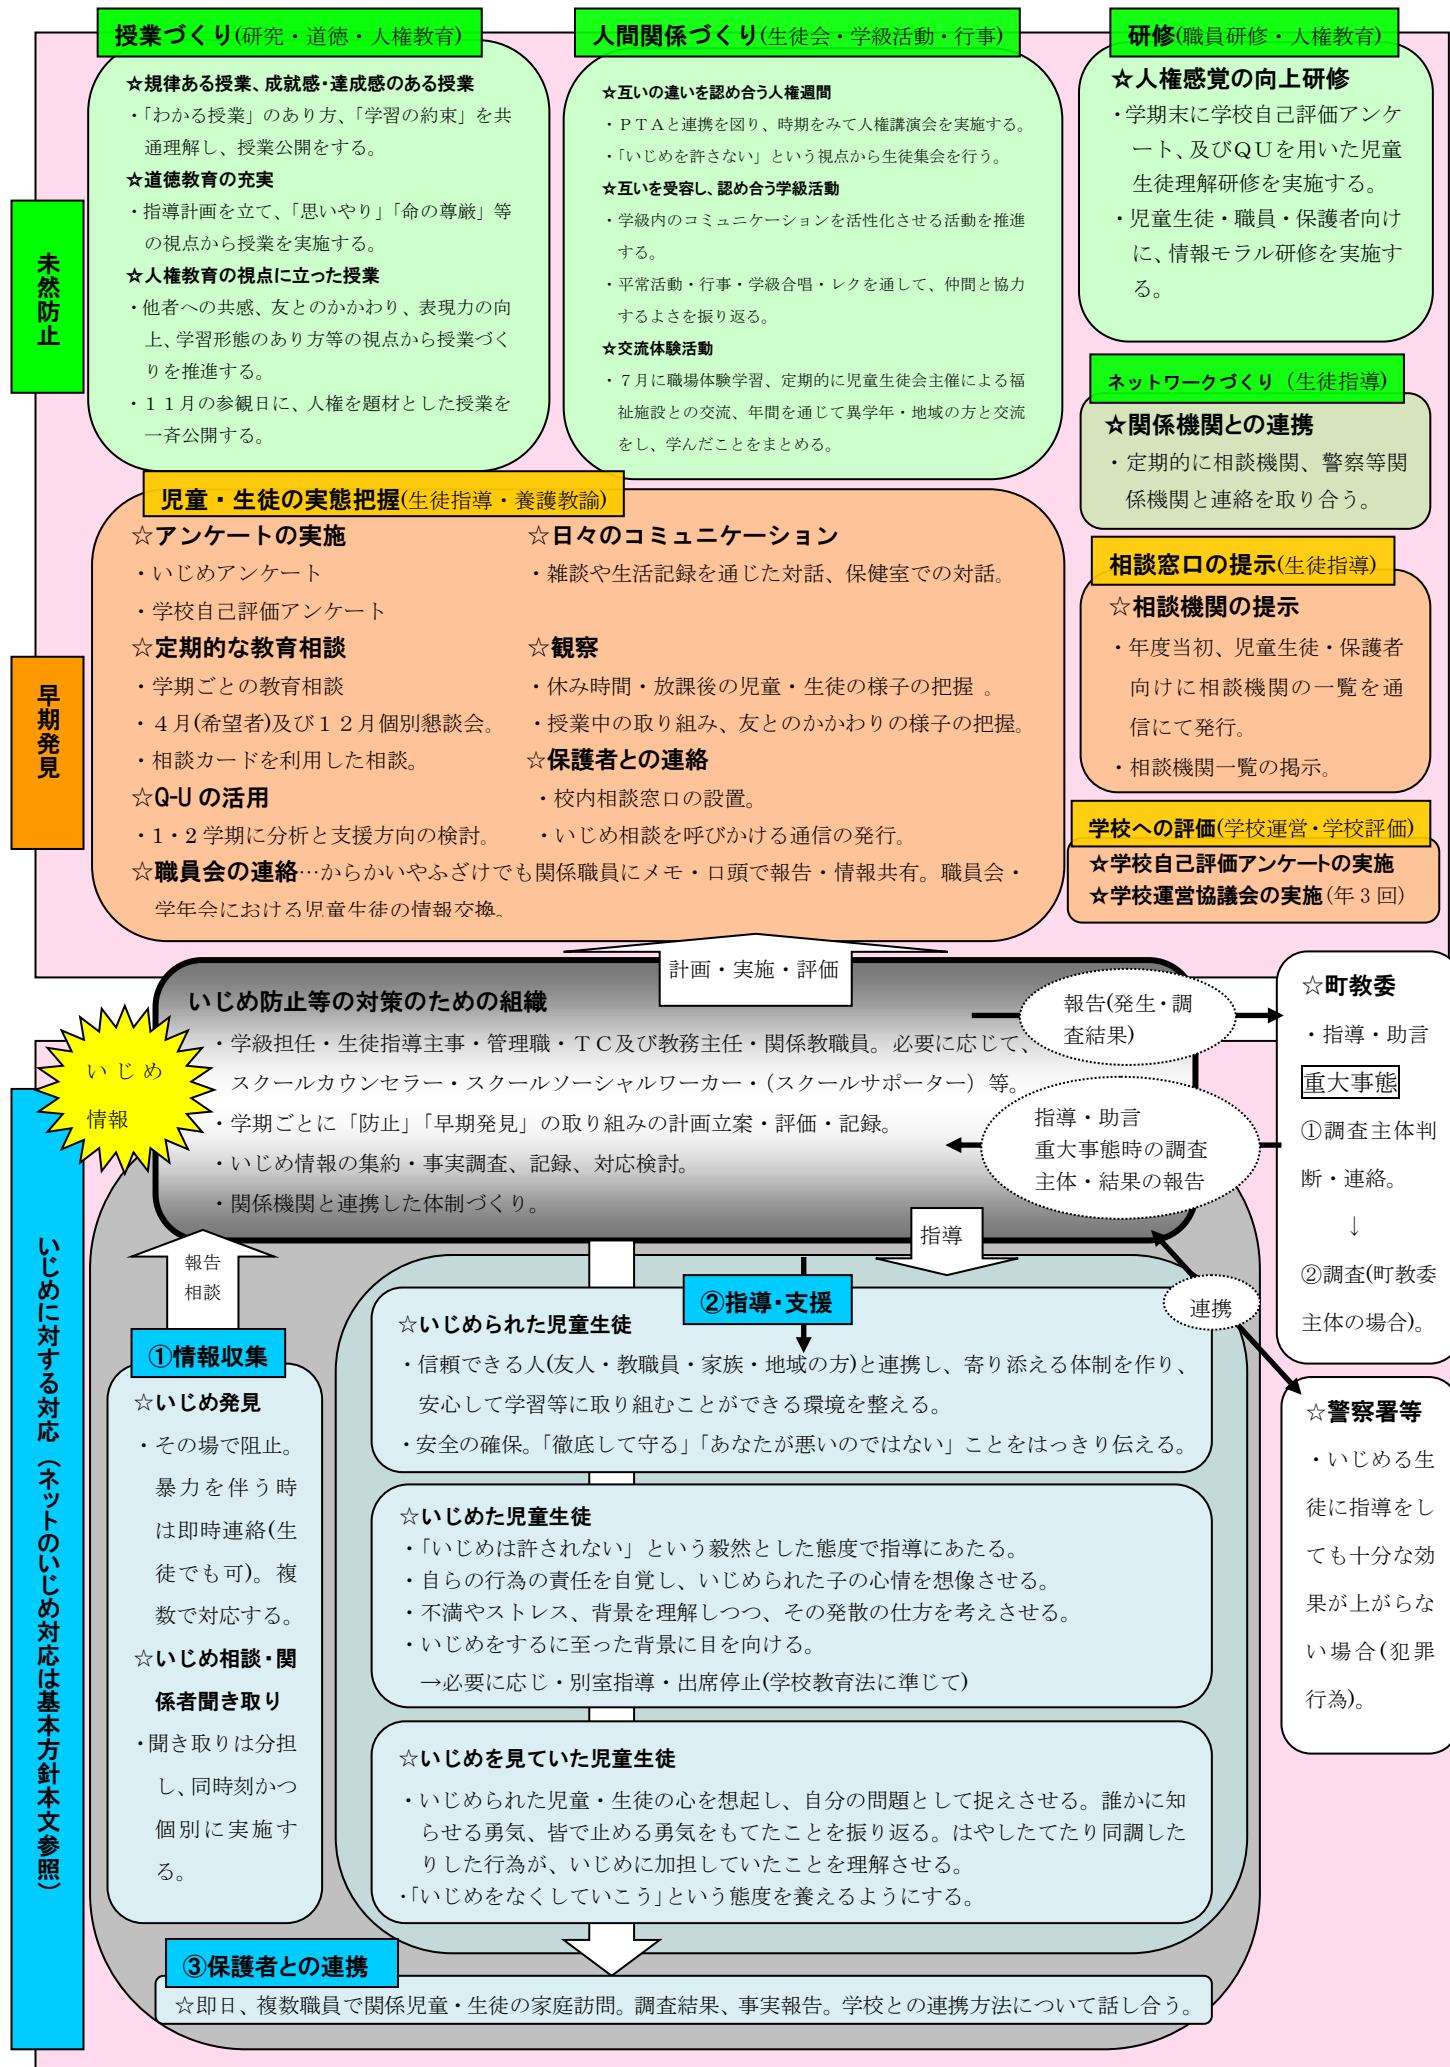 授業づくり(研究・道徳・人権教育)
☆規律ある授業、成就感・達成感のある授業
・「わかる授業」のあり方、「学習の約束」を共
通理解し、授業公開をする。
☆道徳教育の充実
・指導計画を立て、「思いやり」「命の尊厳」等
の視点から授業を実施する。
☆人権教育の視点に立った授業
・他者への共感、友とのかかわり、表現力の向
上、学習形態のあり方等の視点から授業づく
りを推進する。
・１１月の参観日に、人権を題材とした授業を
一斉公開する。
人間関係づくり(生徒会・学級活動・行事)
☆互いの違いを認め合う人権週間
・ＰＴＡと連携を図り、時期をみて人権講演会を実施する。
・「いじめを許さない」という視点から生徒集会を行う。
☆互いを受容し、認め合う学級活動
・学級内のコミュニケーションを活性化させる活動を推進
する。
・平常活動・行事・学級合唱・レクを通して、仲間と協力
するよさを振り返る。
☆交流体験活動
・７月に職場体験学習、定期的に児童生徒会主催による福
祉施設との交流、年間を通じて異学年・地域の方と交流
をし、学んだことをまとめる。
研修(職員研修・人権教育)
☆人権感覚の向上研修
・学期末に学校自己評価アンケ
ート、及びＱＵを用いた児童
生徒理解研修を実施する。
・児童生徒・職員・保護者向け
に、情報モラル研修を実施す
る。
ネットワークづくり（生徒指導)
☆関係機関との連携
・定期的に相談機関、警察等関
係機関と連絡を取り合う。
未然防止
児童・生徒の実態把握(生徒指導・養護教諭)
☆アンケートの実施
・いじめアンケート
・学校自己評価アンケート
☆定期的な教育相談
・学期ごとの教育相談
・４月(希望者)及び１２月個別懇談会。
・相談カードを利用した相談。
☆Q-U の活用
・1・2 学期に分析と支援方向の検討。
☆日々のコミュニケーション
・雑談や生活記録を通じた対話、保健室での対話。
☆観察
・休み時間・放課後の児童・生徒の様子の把握 。
・授業中の取り組み、友とのかかわりの様子の把握。
☆保護者との連絡
・校内相談窓口の設置。
・いじめ相談を呼びかける通信の発行。
☆職員会の連絡…からかいやふざけでも関係職員にメモ・口頭で報告・情報共有。職員会・
学年会における児童生徒の情報交換。
相談窓口の提示(生徒指導)
☆相談機関の提示
・年度当初、児童生徒・保護者
向けに相談機関の一覧を通
信にて発行。
・相談機関一覧の掲示。
学校への評価(学校運営・学校評価)
☆学校自己評価アンケートの実施
☆学校運営協議会の実施(年 3 回)
早期発見
計画・実施・評価
いじめ防止等の対策のための組織
・学級担任・生徒指導主事・管理職・ＴＣ及び教務主任・関係教職員。必要に応じて、
スクールカウンセラー・スクールソーシャルワーカー・（スクールサポーター）等。
・学期ごとに「防止」「早期発見」の取り組みの計画立案・評価・記録。
・いじめ情報の集約・事実調査、記録、対応検討。
・関係機関と連携した体制づくり。
いじめ
情報
報告(発生・調
査結果)
指導・助言
重大事態時の調査
主体・結果の報告
☆町教委
・指導・助言
重大事態
①調査主体判
断・連絡。
↓
②調査(町教委
主体の場合)。
連携
☆警察署等
・いじめる生
徒に指導をし
ても十分な効
果が上がらな
い場合(犯罪
行為)。
いじめに対する対応（ネットのいじめ対応は基本方針本文参照）
報告
相談
指導
①情報収集
☆いじめ発見
・その場で阻止。
暴力を伴う時
は即時連絡(生
徒でも可)。複
数で対応する。
☆いじめ相談・関
係者聞き取り
・聞き取りは分担
し、同時刻かつ
個別に実施す
る。
②指導・支援
☆いじめられた児童生徒
・信頼できる人(友人・教職員・家族・地域の方)と連携し、寄り添える体制を作り、
安心して学習等に取り組むことができる環境を整える。
・安全の確保。「徹底して守る」「あなたが悪いのではない」ことをはっきり伝える。
☆いじめた児童生徒
・「いじめは許されない」という毅然とした態度で指導にあたる。
・自らの行為の責任を自覚し、いじめられた子の心情を想像させる。
・不満やストレス、背景を理解しつつ、その発散の仕方を考えさせる。
・いじめをするに至った背景に目を向ける。
→必要に応じ・別室指導・出席停止(学校教育法に準じて)
☆いじめを見ていた児童生徒
・いじめられた児童・生徒の心を想起し、自分の問題として捉えさせる。誰かに知
らせる勇気、皆で止める勇気をもてたことを振り返る。はやしたてたり同調した
りした行為が、いじめに加担していたことを理解させる。
・「いじめをなくしていこう」という態度を養えるようにする。
③保護者との連携
☆即日、複数職員で関係児童・生徒の家庭訪問。調査結果、事実報告。学校との連携方法について話し合う。